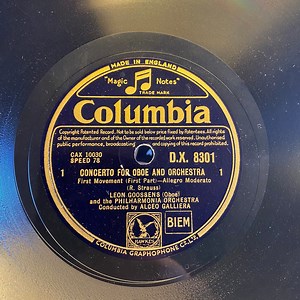 MADE IN ENGLAND
"Magic Notes"
TRADE MARK
Columbia
Copyright Patented Record. Not to be sold below price fixed by Patentees. All rights
of the manufacturer and of the Owner of the recorded work reserved. Unauthorised
public performance, broadcasting and copying of this record prohibited.
CAX 10030
SPEED 78
D.X. 8301
1 CONCERTO FOR OBOE AND ORCHESTRA 1
First Movement (First Part)—Allegro Moderato
(R. Strauss)
LEON GOOSSENS (Oboe)
and the PHILHARMONIA ORCHESTRA
Conducted by ALCEO GALLIERA
HAWKES
BIEM
COLUMBIA GRAPHOPHONE Co. LTD.